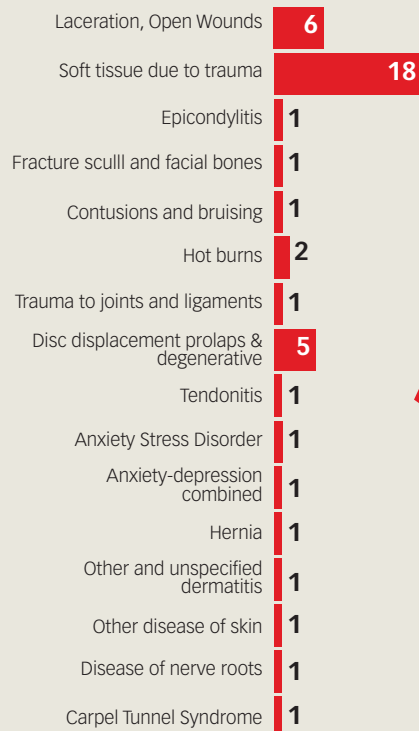 Laceration, Open Wounds 6
Soft tissue due to trauma 18
Epicondylitis 1
Fracture sculll and facial bones 1
Contusions and bruising 1
Hot burns 2
Trauma to joints and ligaments 1
Disc displacement prolaps &
degenerative 5
Tendonitis 1
Anxiety Stress Disorder 1
Anxiety-depression
combined 1
Hernia 1
Other and unspecified
dermatitis 1
Other disease of skin 1
Disease of nerve roots 1
Carpel Tunnel Syndrome 1